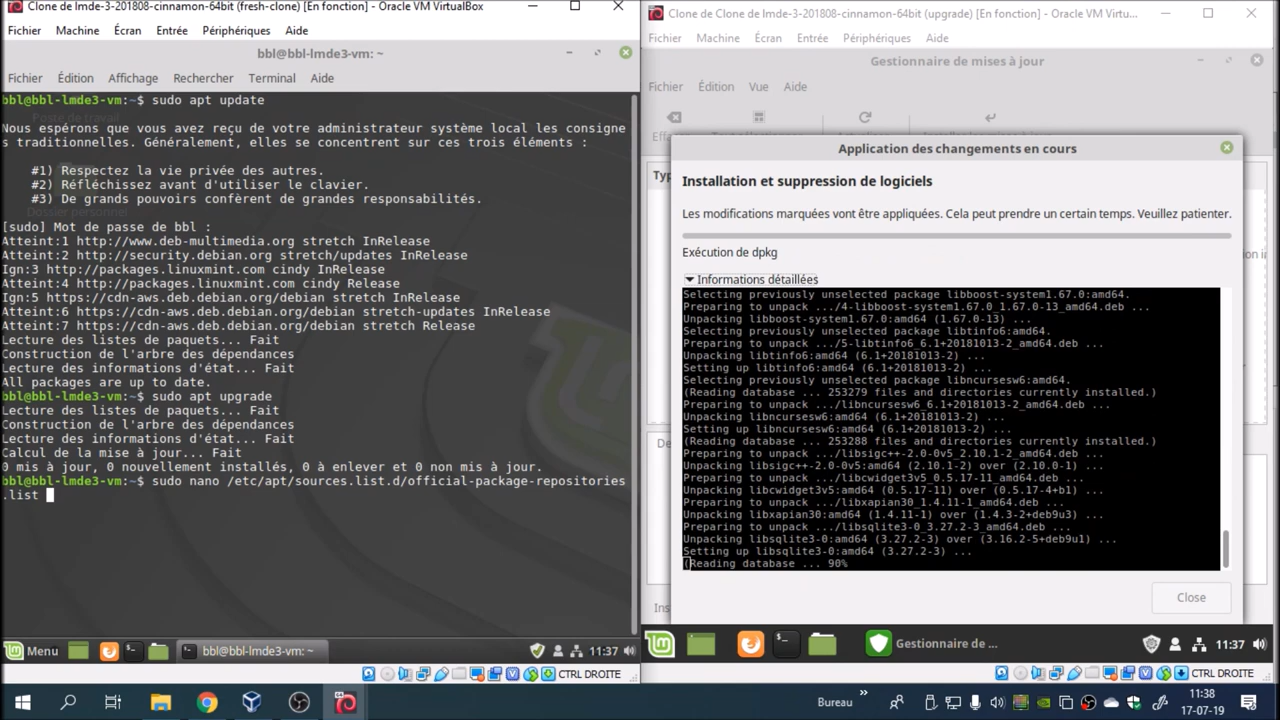 Clone de Clone de lmde-3-201808-cinnamon-64bit (fresh-clone) [En fonction] - Oracle VM VirtualBox
Fichier Machine Écran Entrée Périphériques Aide
bbl@bbl-lmde3-vm: ~
Fichier Édition Affichage Rechercher Terminal Aide
bbl@bbl-lmde3-vm:~$ sudo apt update
Poste de travail
Nous espérons que vous avez reçu de votre administrateur système local les consigne
s traditionnelles. Généralement, elles se concentrent sur ces trois éléments :
#1) Respectez la vie privée des autres.
#2) Réfléchissez avant d'utiliser le clavier.
#3) De grands pouvoirs confèrent de grandes responsabilités.
Dossier personnel
[sudo] Mot de passe de bbl :
Atteint:1 http://www.deb-multimedia.org stretch InRelease
Atteint:2 http://security.debian.org stretch/updates InRelease
Ign:3 http://packages.linuxmint.com cindy InRelease
Atteint:4 http://packages.linuxmint.com cindy Release
Ign:5 https://cdn-aws.deb.debian.org/debian stretch InRelease
Atteint:6 https://cdn-aws.deb.debian.org/debian stretch-updates InRelease
Atteint:7 https://cdn-aws.deb.debian.org/debian stretch Release
Lecture des listes de paquets... Fait
Construction de l'arbre des dépendances
Lecture des informations d'état... Fait
All packages are up to date.
bbl@bbl-lmde3-vm:~$ sudo apt upgrade
Lecture des listes de paquets... Fait
Construction de l'arbre des dépendances
Lecture des informations d'état... Fait
Calcul de la mise à jour... Fait
0 mis à jour, 0 nouvellement installés, 0 à enlever et 0 non mis à jour.
bbl@bbl-lmde3-vm:~$ sudo nano /etc/apt/sources.list.d/official-package-repositories
.list
Menu
bbl@bbl-lmde3-vm: ~
11:37
CTRL DROITE
Clone de Clone de lmde-3-201808-cinnamon-64bit (upgrade) [En fonction] - Oracle VM Virtu...
Fichier Machine Écran Entrée Périphériques Aide
Gestionnaire de mises à jour
Fichier Édition Vue Aide
Application des changements en cours
Installation et suppression de logiciels
Les modifications marquées vont être appliquées. Cela peut prendre un certain temps. Veuillez patienter.
Exécution de dpkg
Informations détaillées
Selecting previously unselected package libboost-system1.67.0:amd64.
Preparing to unpack .../4-libboost-system1.67.0_1.67.0-13_amd64.deb ...
Unpacking libboost-system1.67.0:amd64 (1.67.0-13) ...
Selecting previously unselected package libtinfo6:amd64.
Preparing to unpack .../5-libtinfo6_6.1+20181013-2_amd64.deb ...
Unpacking libtinfo6:amd64 (6.1+20181013-2) ...
Setting up libtinfo6:amd64 (6.1+20181013-2) ...
Selecting previously unselected package libncursesw6:amd64.
(Reading database ... 253279 files and directories currently installed.)
Preparing to unpack .../libncursesw6_6.1+20181013-2_amd64.deb ...
Unpacking libncursesw6:amd64 (6.1+20181013-2) ...
Setting up libncursesw6:amd64 (6.1+20181013-2) ...
(Reading database ... 253288 files and directories currently installed.)
Preparing to unpack .../libsigc++-2.0-0v5_2.10.1-2_amd64.deb ...
Unpacking libsigc++-2.0-0v5:amd64 (2.10.1-2) over (2.10.0-1) ...
Preparing to unpack .../libcwidget3v5_0.5.17-11_amd64.deb ...
Unpacking libcwidget3v5:amd64 (0.5.17-11) over (0.5.17-4+b1) ...
Preparing to unpack .../libxapian30_1.4.11-1_amd64.deb ...
Unpacking libxapian30:amd64 (1.4.11-1) over (1.4.3-2+deb9u3) ...
Preparing to unpack .../libsqlite3-0_3.27.2-3_amd64.deb ...
Unpacking libsqlite3-0:amd64 (3.27.2-3) over (3.16.2-5+deb9u1) ...
Setting up libsqlite3-0:amd64 (3.27.2-3) ...
(Reading database ... 90%
Close
Gestionnaire de ...
11:37
CTRL DROITE
Bureau
11:38
17-07-19